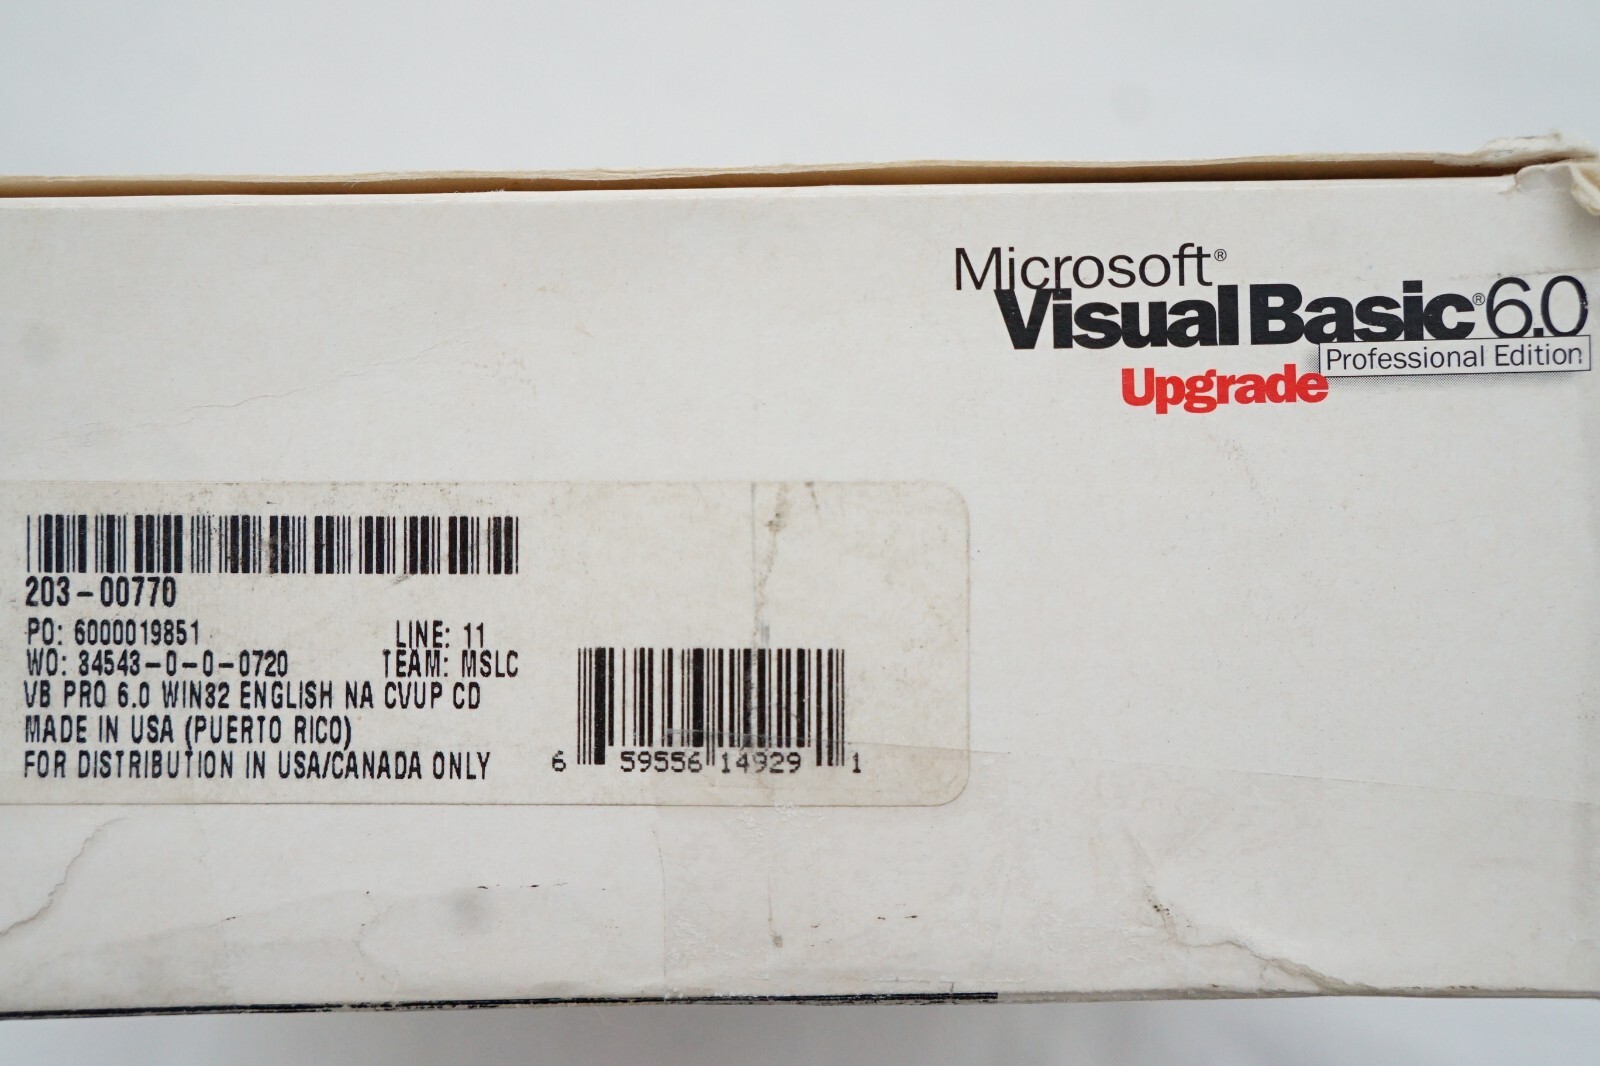 Microsoft®
Visual Basic® 6.0
Professional Edition
Upgrade
203-00770
PO: 6000019851 LINE: 11
WO: 34543-0-0-0720 TEAM: MSLC
VB PRO 6.0 WIN32 ENGLISH NA CVUP CD
MADE IN USA (PUERTO RICO)
FOR DISTRIBUTION IN USA/CANADA ONLY
6 59556 14929 1